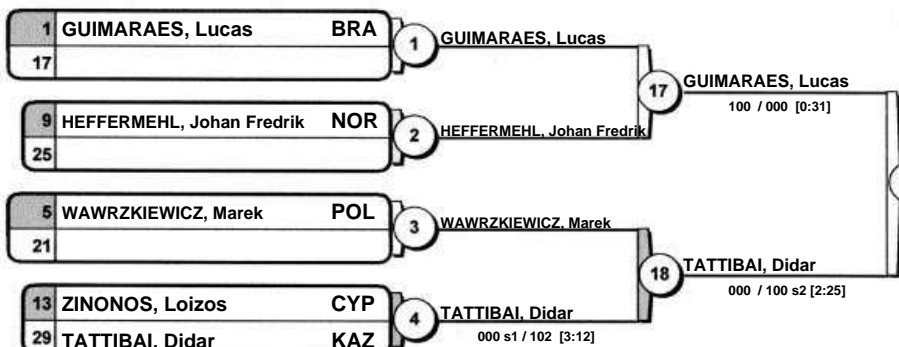 1 GUIMARAES, Lucas BRA
17
1
GUIMARAES, Lucas
9 HEFFERMEHL, Johan Fredrik NOR
25
2
HEFFERMEHL, Johan Fredrik
17
GUIMARAES, Lucas
100 / 000 [0:31]
5 WAWRZKIEWICZ, Marek POL
21
3
WAWRZKIEWICZ, Marek
13 ZINONOS, Loizos CYP
29 TATTIBAI, Didar KAZ
4
TATTIBAI, Didar
000 s1 / 102 [3:12]
18
TATTIBAI, Didar
000 / 100 s2 [2:25]